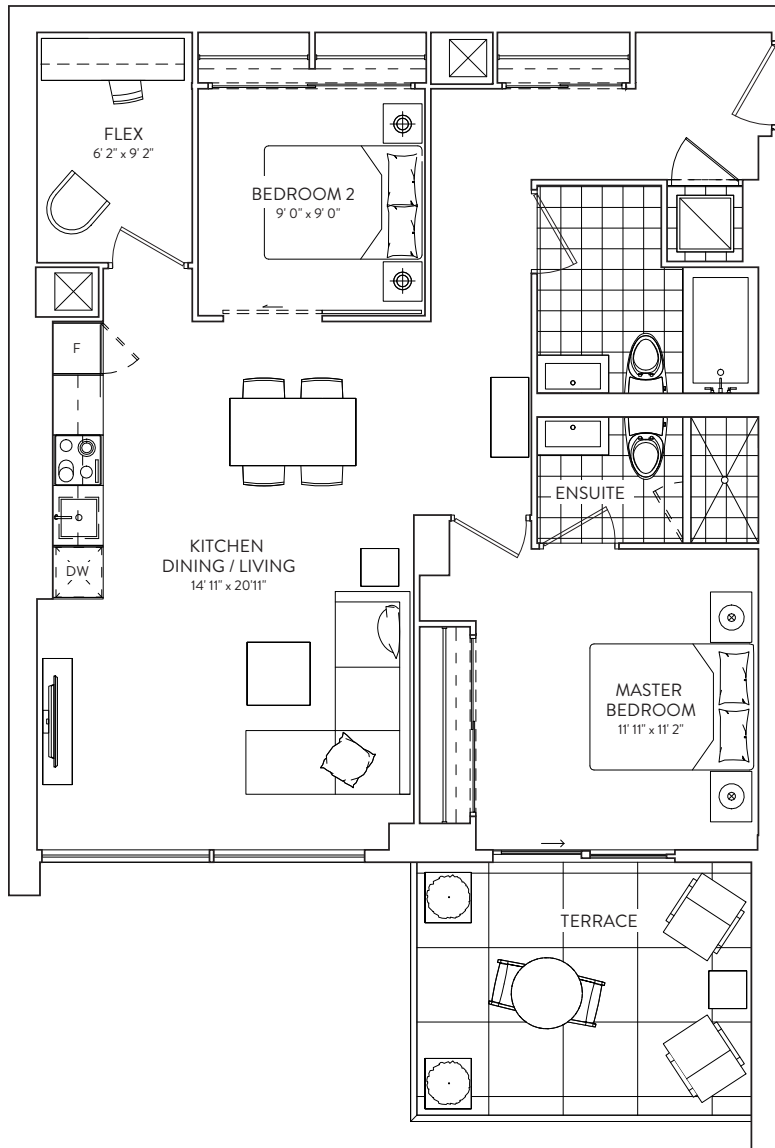 FLEX
6' 2" x 9' 2"
BEDROOM 2
9' 0" x 9' 0"
F
ENSUITE
KITCHEN
DINING / LIVING
14' 11" x 20'11"
DW
MASTER
BEDROOM
11' 11" x 11' 2"
TERRACE